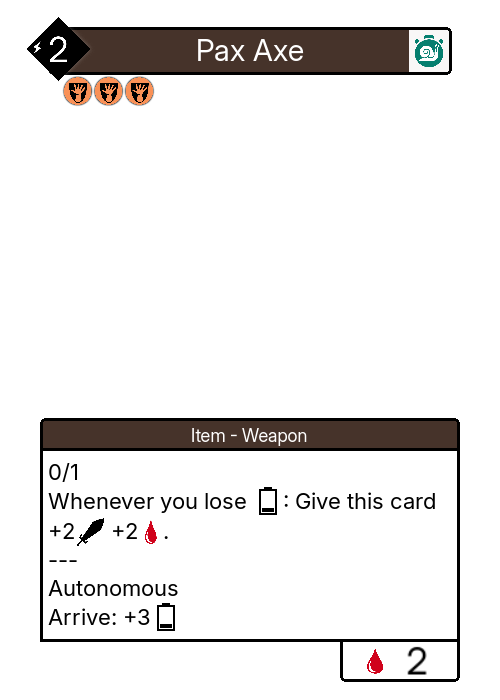 2
Pax Axe
Item - Weapon
0/1
Whenever you lose : Give this card
+2 +2 .
---
Autonomous
Arrive: +3
2